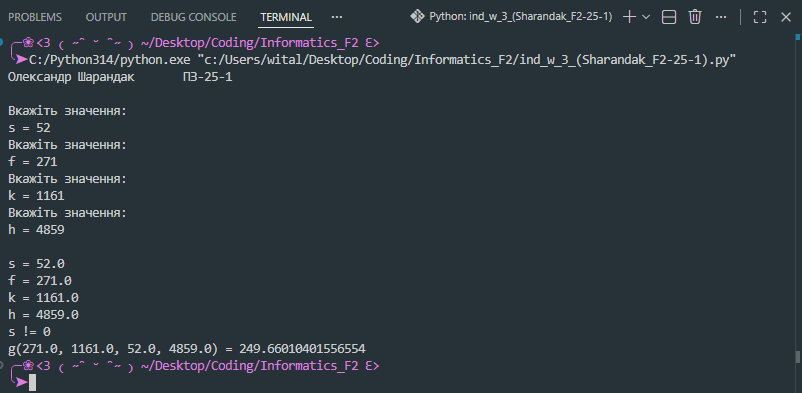 PROBLEMS OUTPUT DEBUG CONSOLE TERMINAL ... Python: ind_w_3_(Sharandak_F2-25-1)
╭─❀<3 ( ˶ᵔ ᵕ ᵔ˶ ) ~/Desktop/Coding/Informatics_F2 Ɛ>
╰➤C:/Python314/python.exe "c:/Users/wital/Desktop/Coding/Informatics_F2/ind_w_3_(Sharandak_F2-25-1).py"
Олександр Шарандак ПЗ-25-1
Вкажіть значення:
s = 52
Вкажіть значення:
f = 271
Вкажіть значення:
k = 1161
Вкажіть значення:
h = 4859
s = 52.0
f = 271.0
k = 1161.0
h = 4859.0
s != 0
g(271.0, 1161.0, 52.0, 4859.0) = 249.66010401556554
╭─❀<3 ( ˶ᵔ ᵕ ᵔ˶ ) ~/Desktop/Coding/Informatics_F2 Ɛ>
╰➤